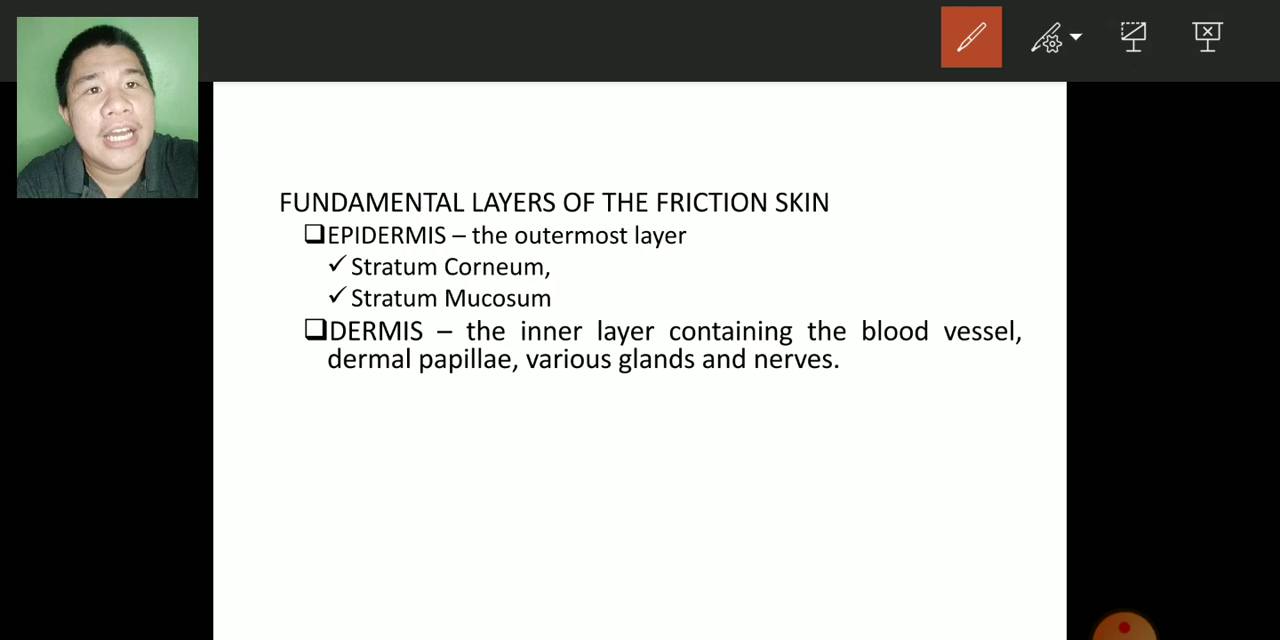 FUNDAMENTAL LAYERS OF THE FRICTION SKIN
❑EPIDERMIS – the outermost layer
✓Stratum Corneum,
✓Stratum Mucosum
❑DERMIS – the inner layer containing the blood vessel,
dermal papillae, various glands and nerves.